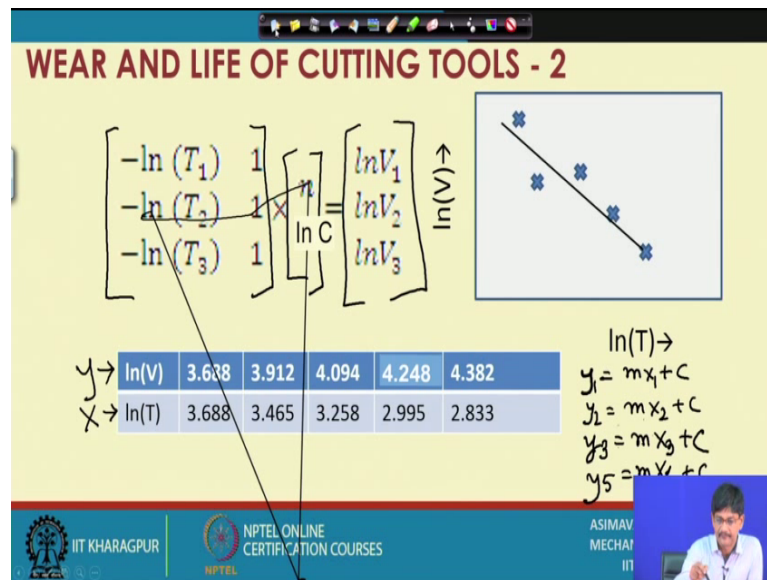 WEAR AND LIFE OF CUTTING TOOLS - 2
−ln (T₁) 1
−ln (T₂) 1
−ln (T₃) 1
×
n
ln C
=
lnV₁
lnV₂
lnV₃
ln(V)→
ln(T)→
y→ ln(V) 3.688 3.912 4.094 4.248 4.382
x→ ln(T) 3.688 3.465 3.258 2.995 2.833
y₁ = mx₁+C
y₂ = mx₂+C
y₃ = mx₃+C
y5 =
IIT KHARAGPUR
NPTEL
NPTEL ONLINE
CERTIFICATION COURSES